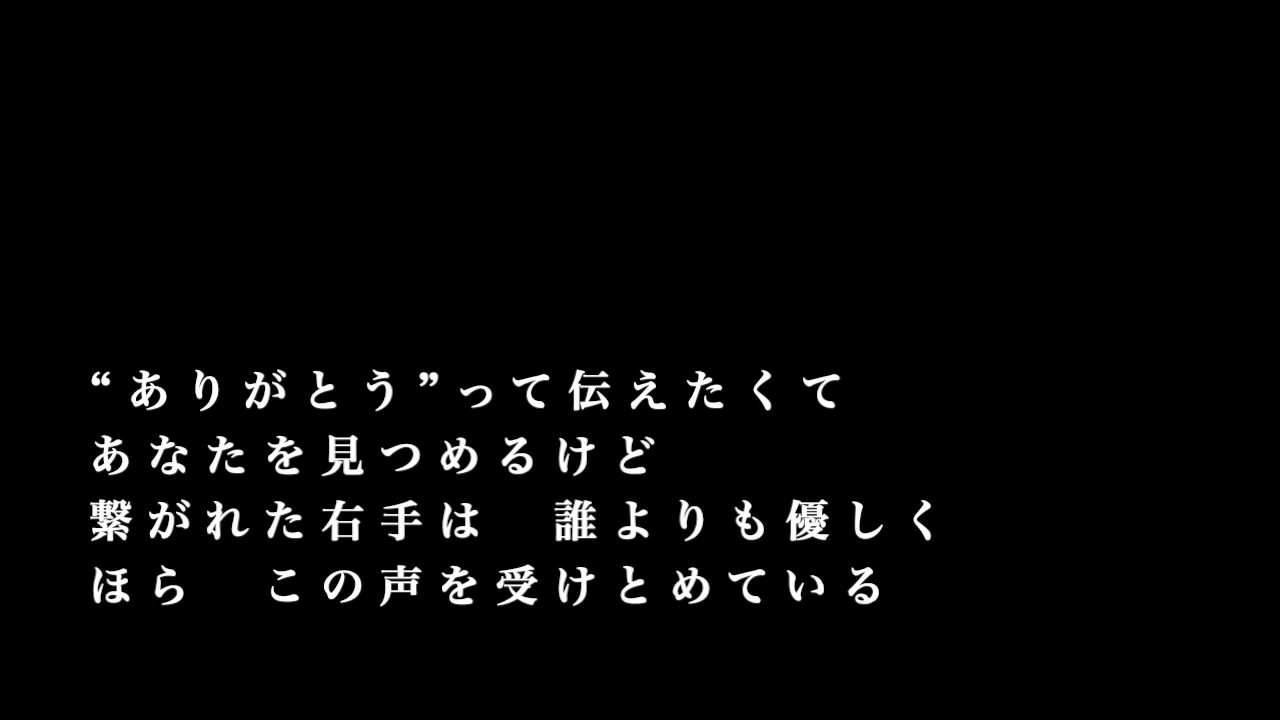 “ありがとう”って伝えたくて
あなたを見つめるけど
繋がれた右手は　誰よりも優しく
ほら　この声を受けとめている